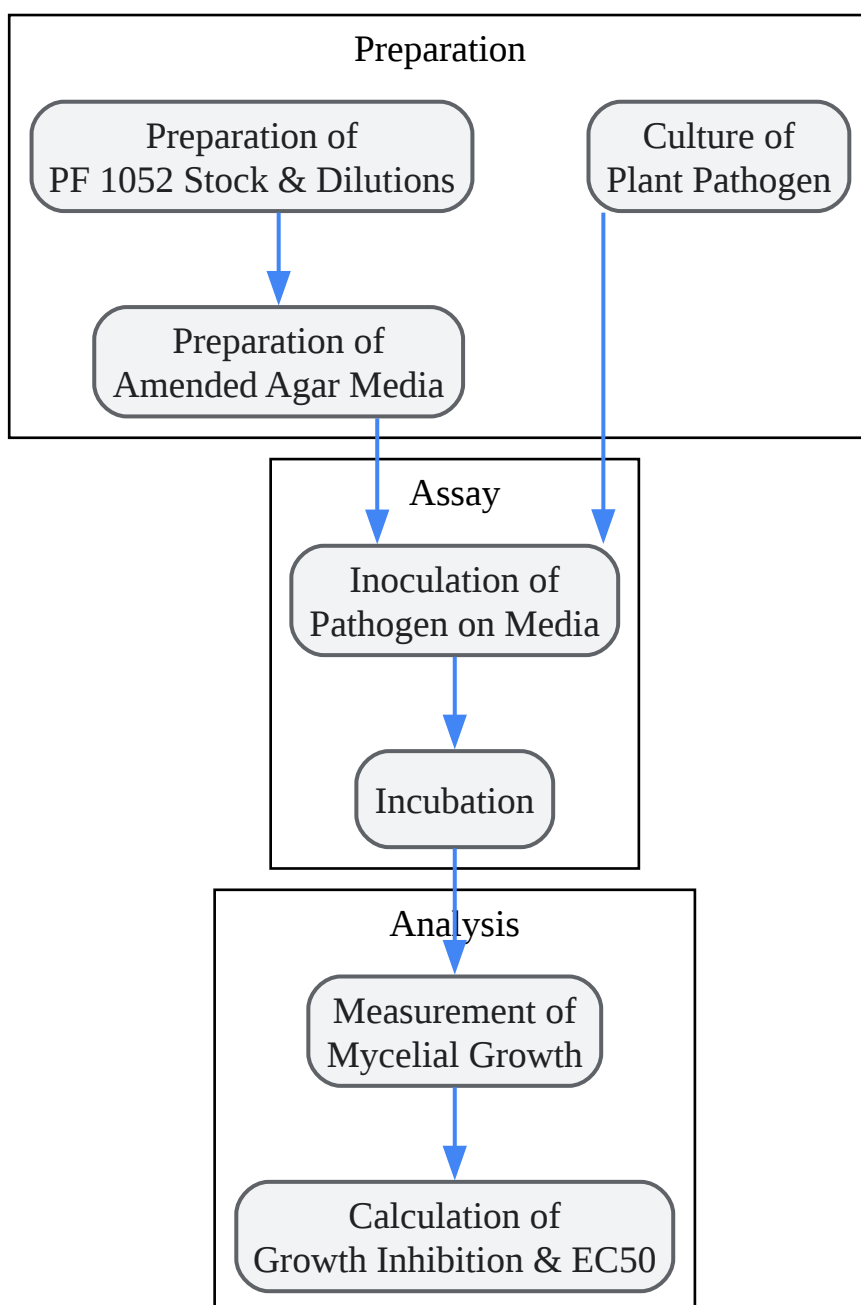 Preparation
Preparation of
PF 1052 Stock & Dilutions
Culture of
Plant Pathogen
Preparation of
Amended Agar Media
Assay
Inoculation of
Pathogen on Media
Incubation
Analysis
Measurement of
Mycelial Growth
Calculation of
Growth Inhibition & EC50